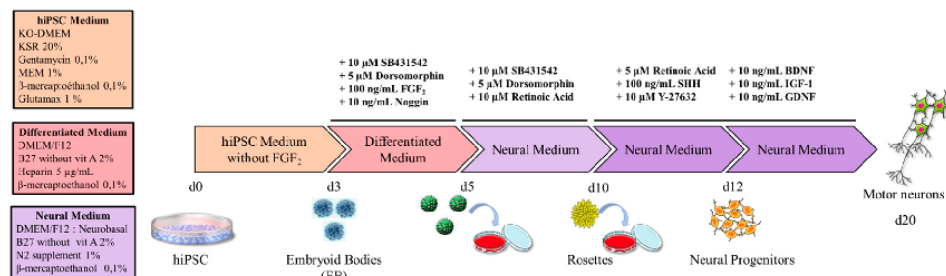 hiPSC Medium
KO-DMEM
KSR 20%
Gentamycin 0,1%
MEM 1%
β-mercaptoéthanol 0,1%
Glutamax 1 %
Differentiated Medium
DMEM/F12
B27 without vit A 2%
Heparin 5 µg/mL
β-mercaptoethanol 0,1%
Neural Medium
DMEM/F12 : Neurobasal
B27 without vit A 2%
N2 supplement 1%
β-mercaptoethanol 0,1%
+ 10 µM SB431542
+ 5 µM Dorsomorphin
+ 100 ng/mL FGF₂
+ 10 ng/mL Noggin
+ 10 µM SB431542
+ 5 µM Dorsomorphin
+ 10 µM Retinoic Acid
+ 5 µM Retinoic Acid
+ 100 ng/mL SHH
+ 10 µM Y-27632
+ 10 ng/mL BDNF
+ 10 ng/mL IGF-1
+ 10 ng/mL GDNF
hiPSC Medium
without FGF₂
Differentiated
Medium
Neural Medium
Neural Medium
Neural Medium
d0
d3
d5
d10
d12
Motor neurons
d20
hiPSC
Embryoid Bodies
(EB)
Rosettes
Neural Progenitors